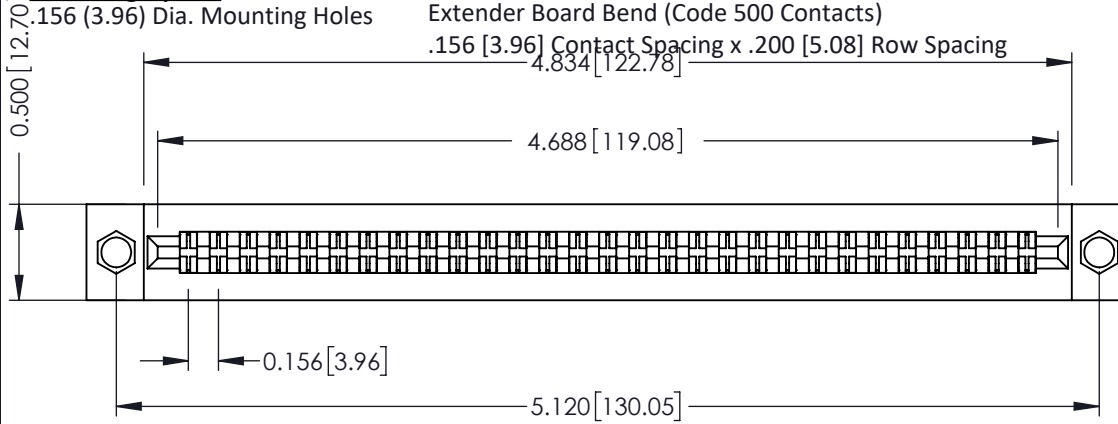 .156 (3.96) Dia. Mounting Holes
Extender Board Bend (Code 500 Contacts)
.156 [3.96] Contact Spacing x .200 [5.08] Row Spacing
4.834[122.78]
0.500[12.70]
4.688[119.08]
0.156[3.96]
5.120[130.05]